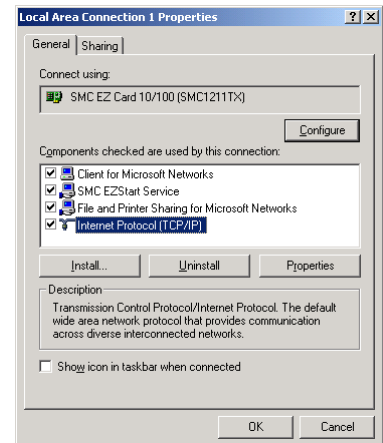 Local Area Connection 1 Properties
General Sharing
Connect using:
SMC EZ Card 10/100 (SMC1211TX)
Configure
Components checked are used by this connection:
Client for Microsoft Networks
SMC EZStart Service
File and Printer Sharing for Microsoft Networks
Internet Protocol (TCP/IP)
Install... Uninstall Properties
Description
Transmission Control Protocol/Internet Protocol. The default
wide area network protocol that provides communication
across diverse interconnected networks.
Show icon in taskbar when connected
OK Cancel